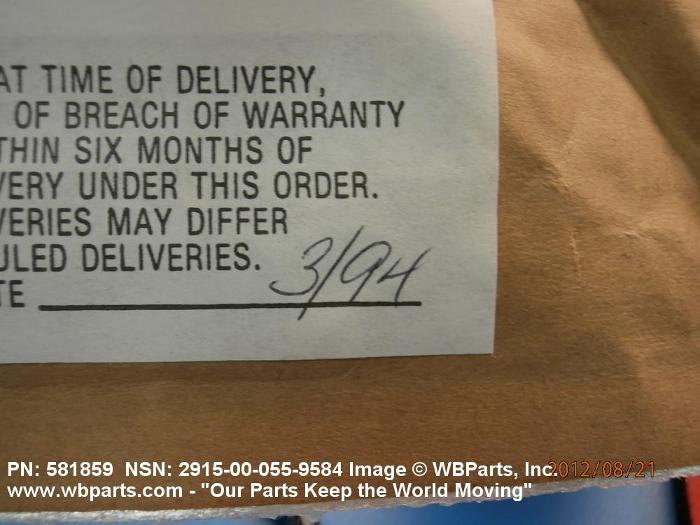 AT TIME OF DELIVERY,
OF BREACH OF WARRANTY
THIN SIX MONTHS OF
VERY UNDER THIS ORDER.
VERIES MAY DIFFER
ULED DELIVERIES.
TE 3/94
PN: 581859 NSN: 2915-00-055-9584 Image © WBParts, Inc.
2012/08/21
www.wbparts.com - "Our Parts Keep the World Moving"